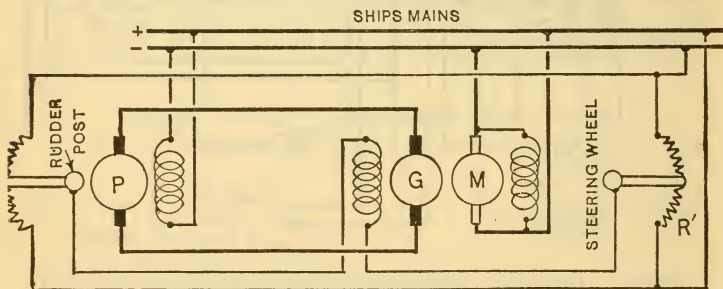 SHIPS MAINS
+
−
RUDDER POST
P
G
M
STEERING WHEEL
R'